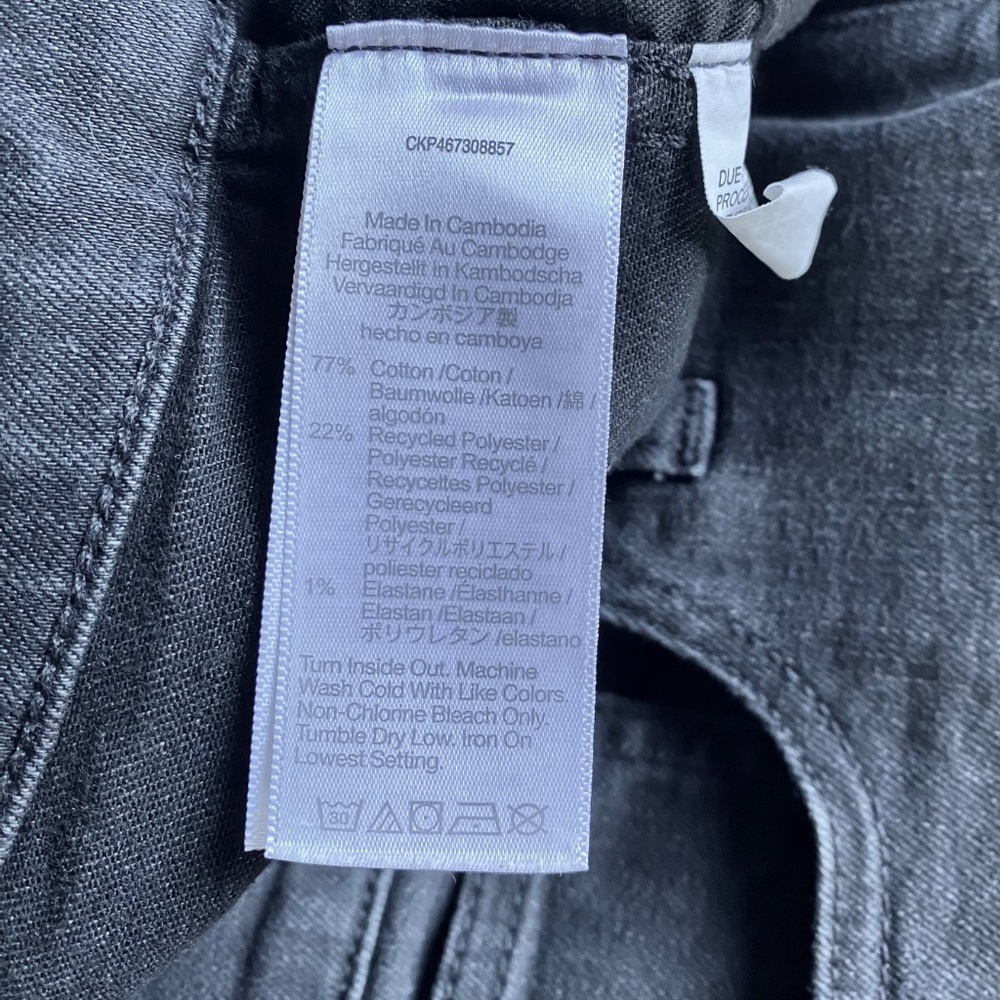 CKP467308857
Made In Cambodia
Fabriqué Au Cambodge
Hergestellt In Kambodscha
Vervaardigd In Cambodja
カンボジア製
hecho en camboya
77% Cotton /Coton /
Baumwolle /Katoen /綿 /
algodón
22% Recycled Polyester /
Polyester Recyclé /
Recyceltes Polyester /
Gerecycleerd
Polyester /
リサイクルポリエステル /
poliester reciclado
1% Elastane /Elasthanne /
Elastan /Elastaan /
ポリウレタン /elastano
Turn Inside Out. Machine
Wash Cold With Like Colors.
Non-Chlorine Bleach Only.
Tumble Dry Low. Iron On
Lowest Setting.
30
DUE